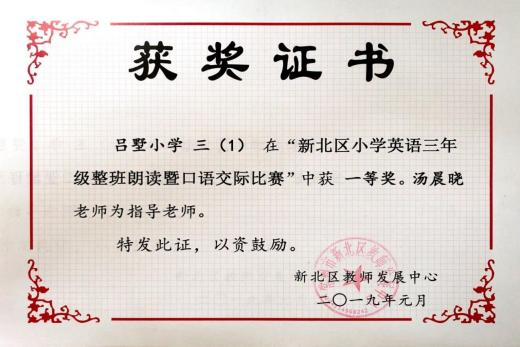 获奖证书
吕墅小学 三（1） 在“新北区小学英语三年
级整班朗读暨口语交际比赛”中获 一等奖。汤晨晓
老师为指导老师。
特发此证，以资鼓励。
新北区教师发展中心
二〇一九年元月